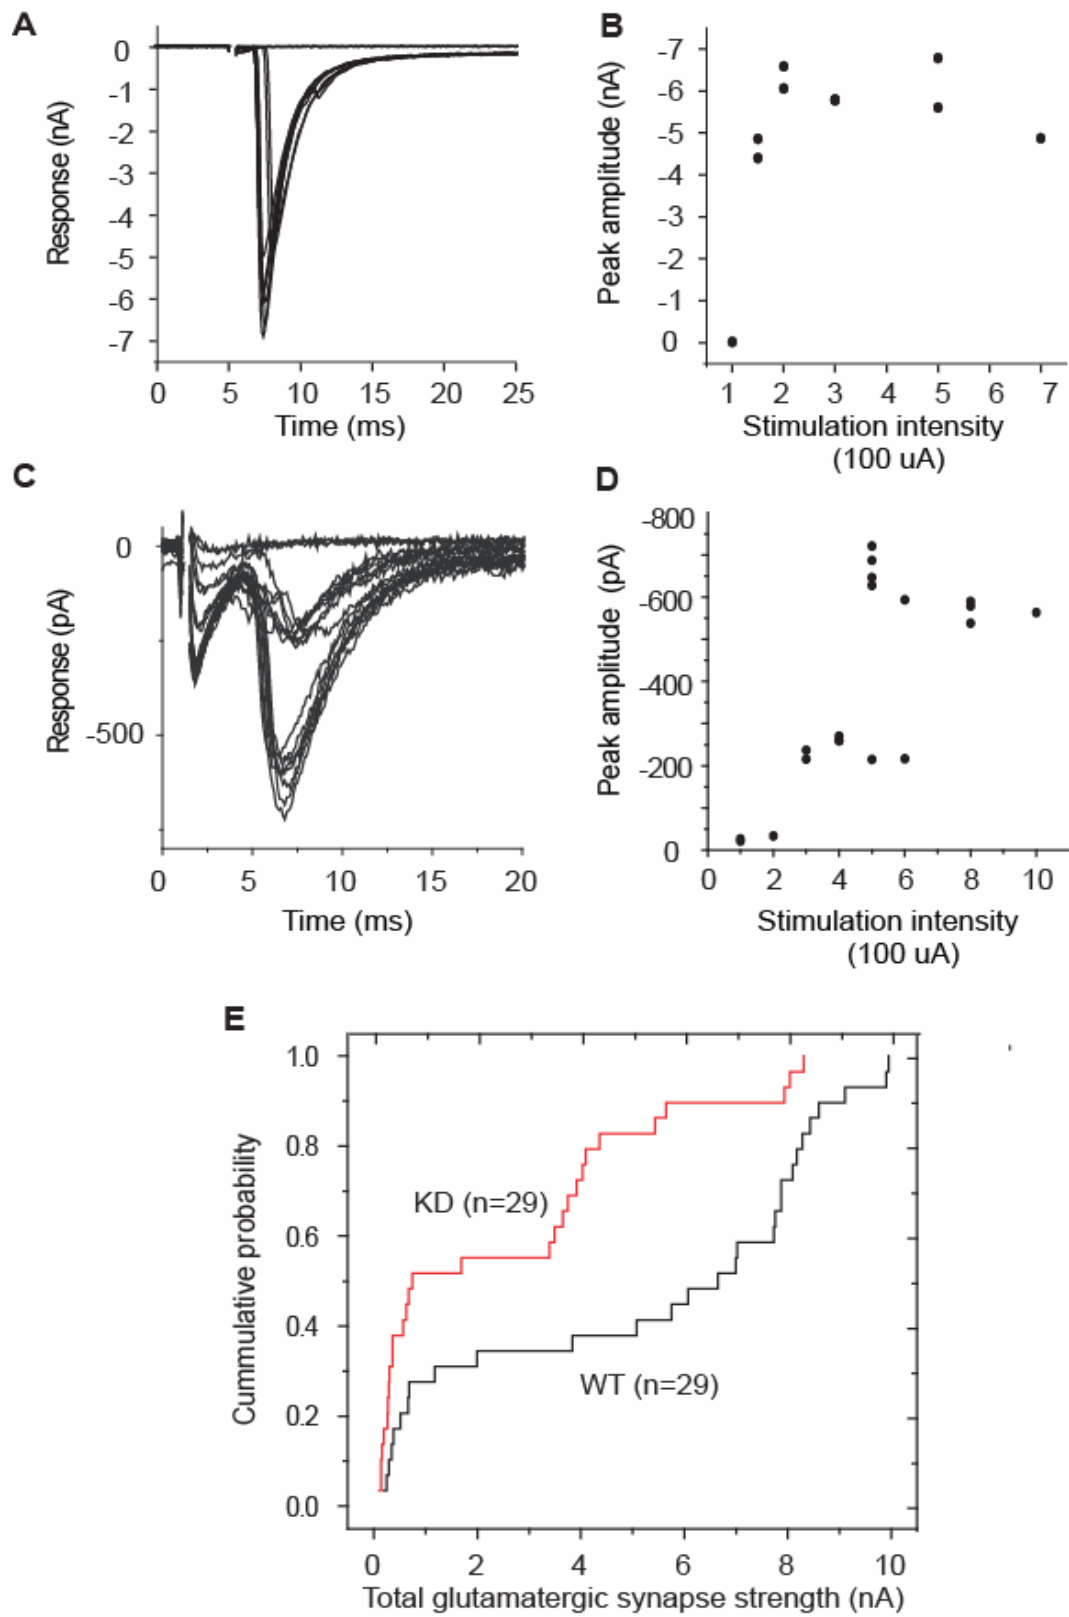 A
0
-1
-2
-3
-4
-5
-6
-7
Response (nA)
0 5 10 15 20 25
Time (ms)
B
-7
-6
-5
-4
-3
-2
-1
0
Peak amplitude (nA)
1 2 3 4 5 6 7
Stimulation intensity
(100 uA)
C
0
-500
Response (pA)
0 5 10 15 20
Time (ms)
D
-800
-600
-400
-200
0
Peak amplitude (pA)
0 2 4 6 8 10
Stimulation intensity
(100 uA)
E
1.0
0.8
0.6
0.4
0.2
0.0
Cummulative probability
KD (n=29)
WT (n=29)
0 2 4 6 8 10
Total glutamatergic synapse strength (nA)